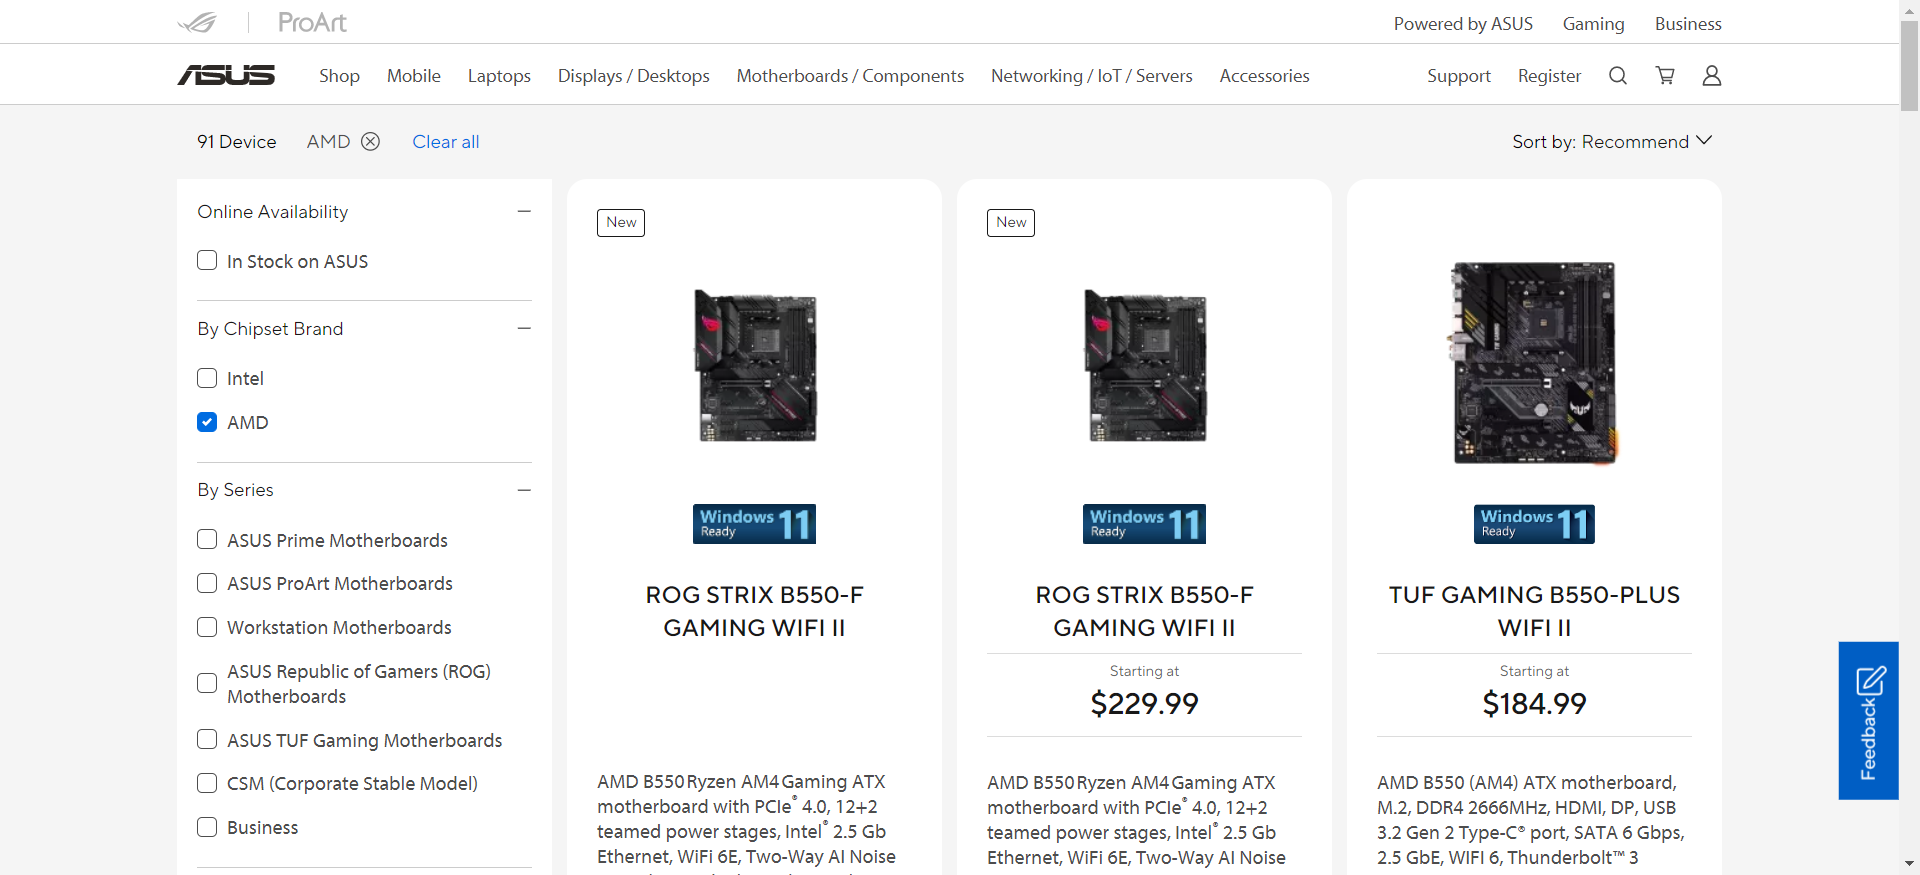 ProArt
Powered by ASUS Gaming Business
ASUS Shop Mobile Laptops Displays / Desktops Motherboards / Components Networking / IoT / Servers Accessories Support Register
91 Device AMD Clear all Sort by: Recommend
Online Availability
In Stock on ASUS
By Chipset Brand
Intel
AMD
By Series
ASUS Prime Motherboards
ASUS ProArt Motherboards
Workstation Motherboards
ASUS Republic of Gamers (ROG)
Motherboards
ASUS TUF Gaming Motherboards
CSM (Corporate Stable Model)
Business
New
Windows 11
Ready
ROG STRIX B550-F
GAMING WIFI II
AMD B550 Ryzen AM4 Gaming ATX
motherboard with PCIe® 4.0, 12+2
teamed power stages, Intel® 2.5 Gb
Ethernet, WiFi 6E, Two-Way AI Noise
New
Windows 11
Ready
ROG STRIX B550-F
GAMING WIFI II
Starting at
$229.99
AMD B550 Ryzen AM4 Gaming ATX
motherboard with PCIe® 4.0, 12+2
teamed power stages, Intel® 2.5 Gb
Ethernet, WiFi 6E, Two-Way AI Noise
Windows 11
Ready
TUF GAMING B550-PLUS
WIFI II
Starting at
$184.99
AMD B550 (AM4) ATX motherboard,
M.2, DDR4 2666MHz, HDMI, DP, USB
3.2 Gen 2 Type-C® port, SATA 6 Gbps,
2.5 GbE, WIFI 6, Thunderbolt™ 3
Feedback